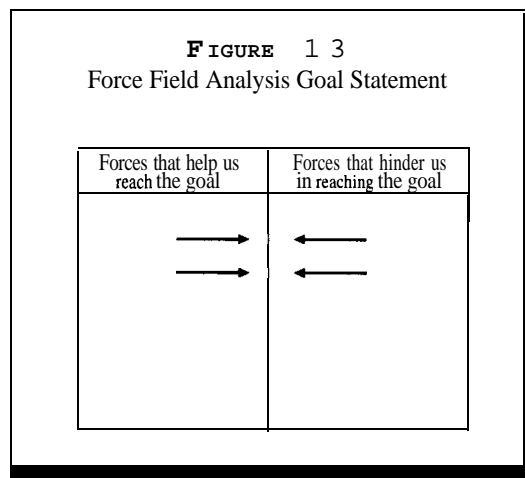 FIGURE 13
Force Field Analysis Goal Statement
Forces that help us
reach the goal
Forces that hinder us
in reaching the goal